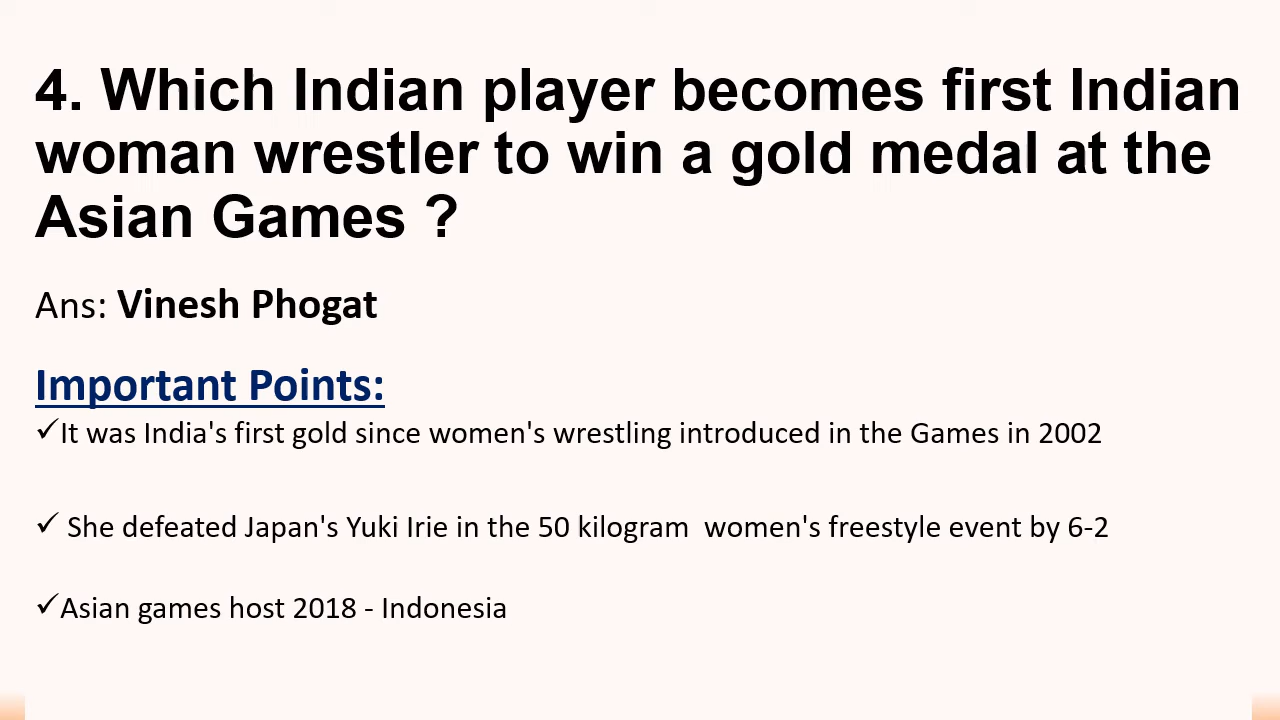 4. Which Indian player becomes first Indian
woman wrestler to win a gold medal at the
Asian Games ?
Ans: Vinesh Phogat
Important Points:
✓It was India's first gold since women's wrestling introduced in the Games in 2002
✓ She defeated Japan's Yuki Irie in the 50 kilogram  women's freestyle event by 6-2
✓Asian games host 2018 - Indonesia